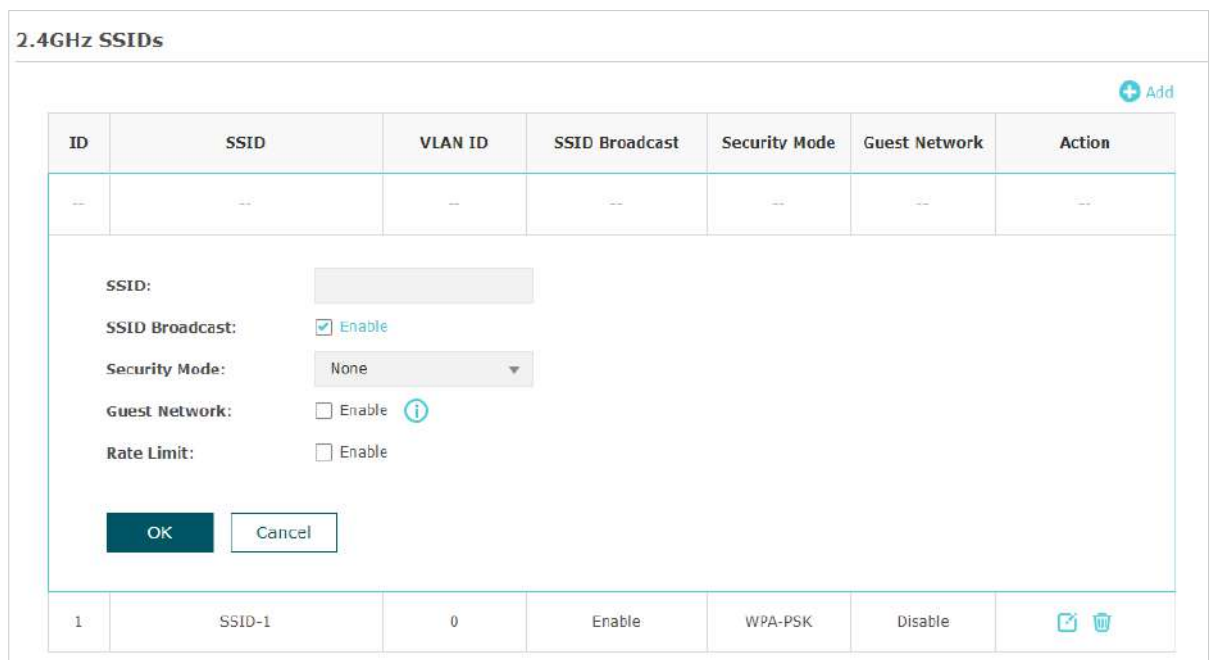 2.4GHz SSIDs
Add
ID SSID VLAN ID SSID Broadcast Security Mode Guest Network Action
-- -- -- -- -- -- --
SSID:
SSID Broadcast: Enable
Security Mode: None
Guest Network: Enable
Rate Limit: Enable
OK Cancel
1 SSID-1 0 Enable WPA-PSK Disable